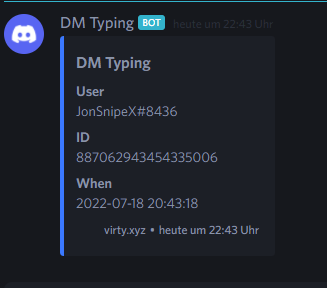 DM Typing BOT heute um 22:43 Uhr
DM Typing
User
JonSnipeX#8436
ID
887062943454335006
When
2022-07-18 20:43:18
virty.xyz • heute um 22:43 Uhr